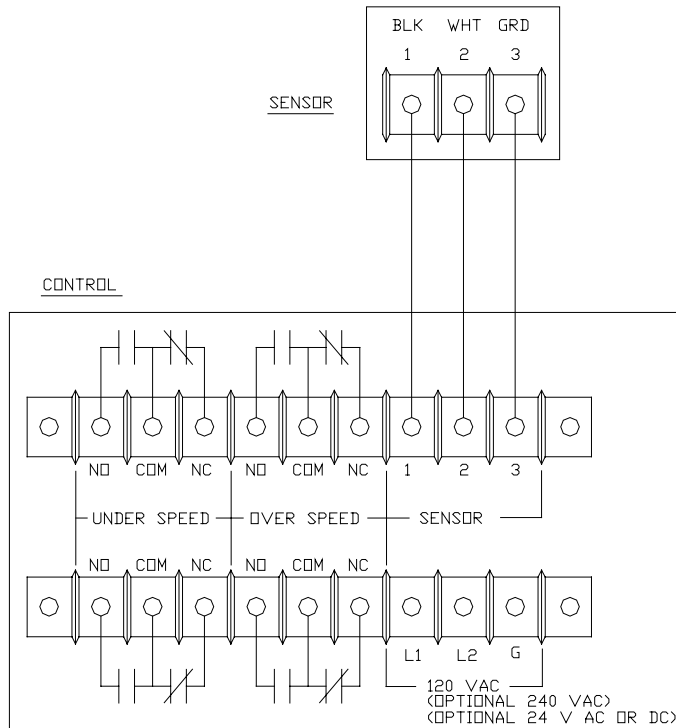 BLK WHT GRD
1 2 3
SENSOR
CONTROL
NO COM NC NO COM NC 1 2 3
UNDER SPEED OVER SPEED SENSOR
NO COM NC NO COM NC
L1 L2 G
120 VAC
(OPTIONAL 240 VAC)
(OPTIONAL 24 V AC OR DC)